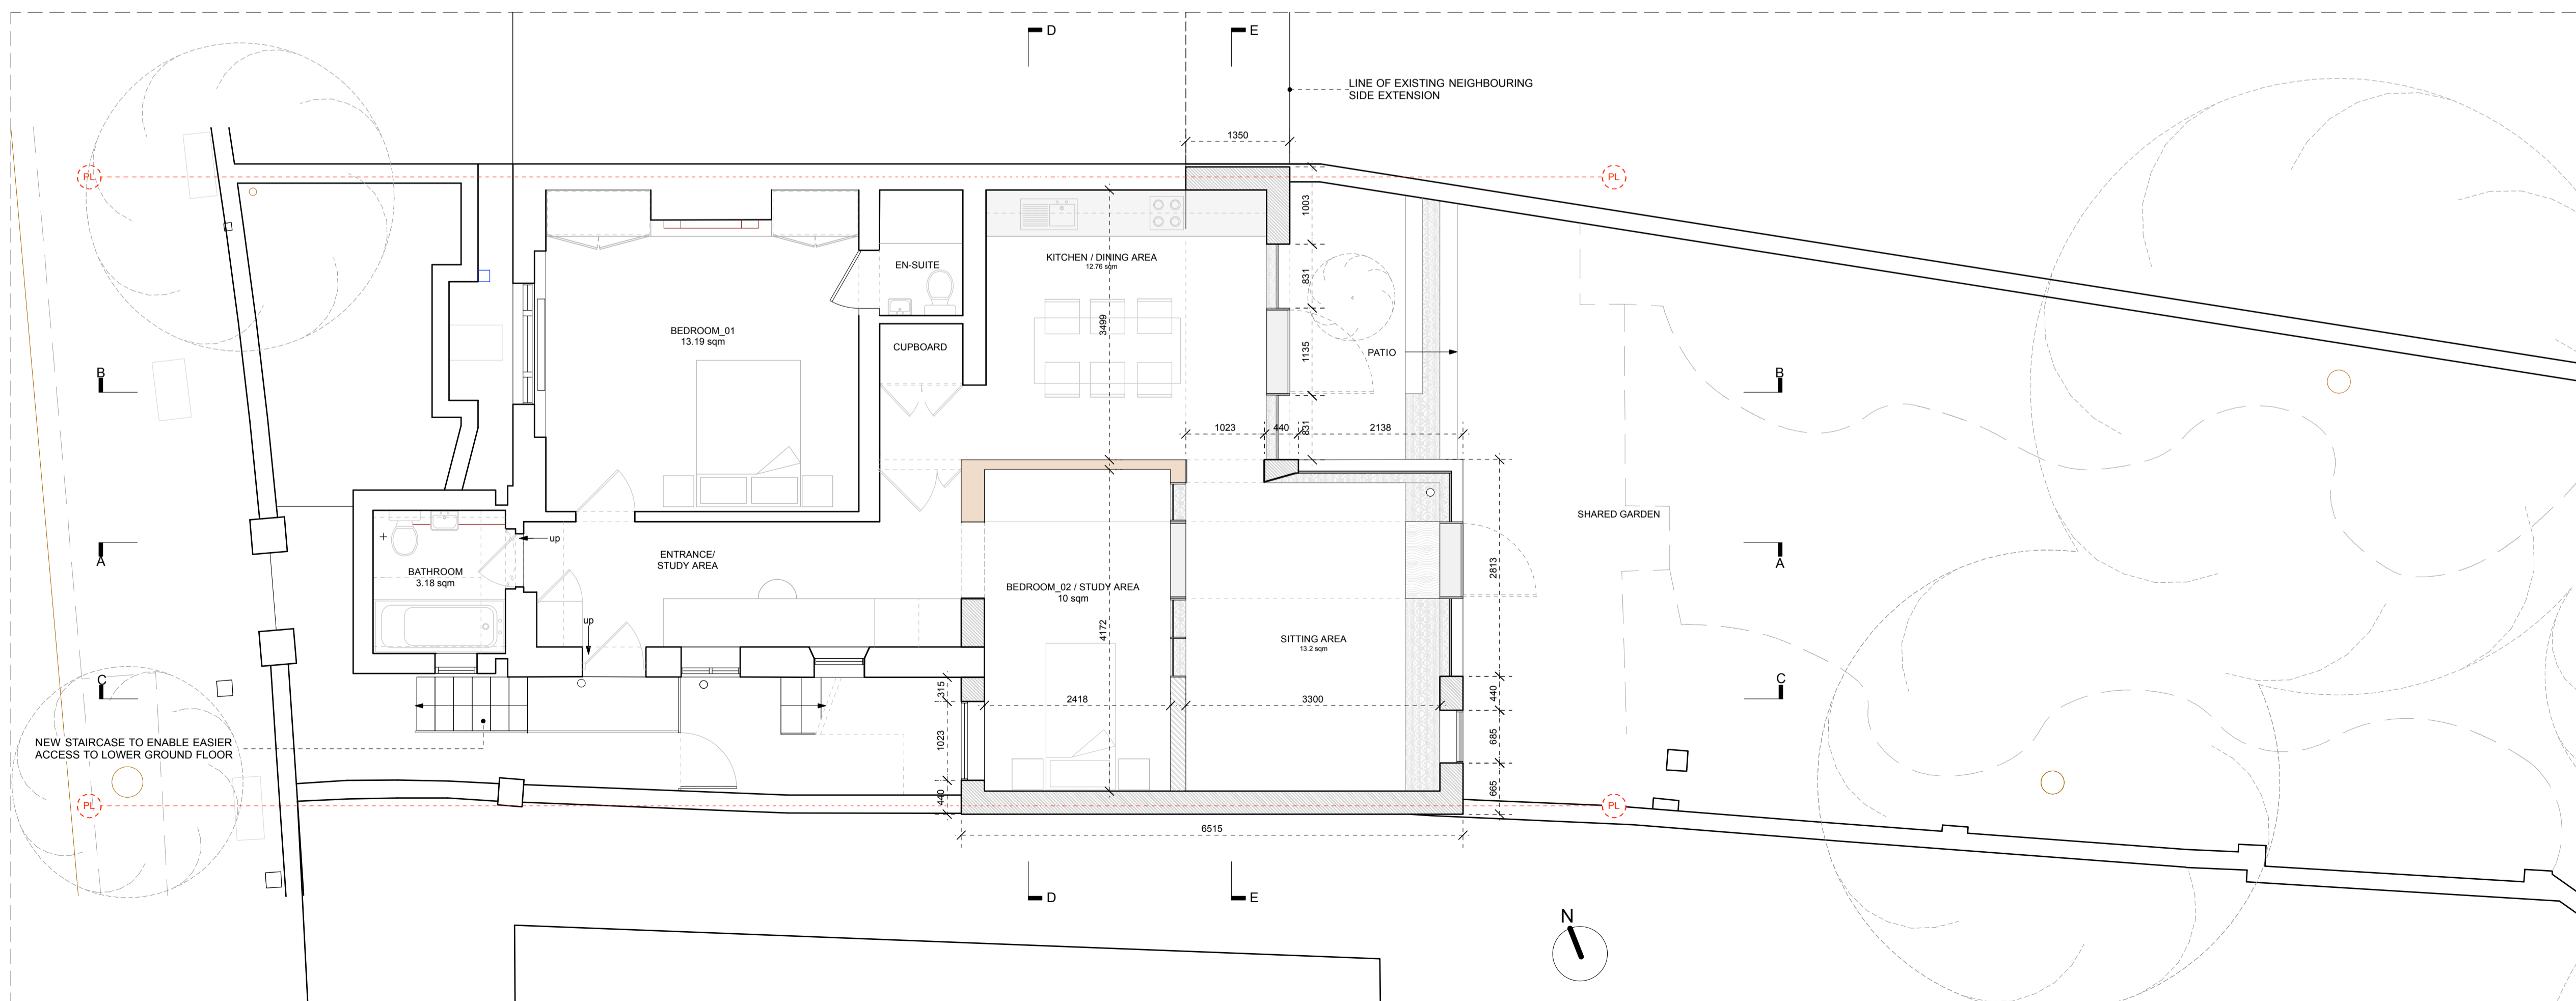 D
E
LINE OF EXISTING NEIGHBOURING
SIDE EXTENSION
1350
PL
PL
1003
EN-SUITE
KITCHEN / DINING AREA
12.76 sqm
831
BEDROOM_01
13.19 sqm
3499
CUPBOARD
1135
PATIO
B
B
1023
440
831
2138
SHARED GARDEN
up
ENTRANCE/
STUDY AREA
A
A
BATHROOM
3.18 sqm
2813
BEDROOM_02 / STUDY AREA
10 sqm
up
4172
SITTING AREA
13.2 sqm
C
C
315
2418
3300
440
NEW STAIRCASE TO ENABLE EASIER
ACCESS TO LOWER GROUND FLOOR
1023
685
PL
PL
440
665
6515
D
E
N